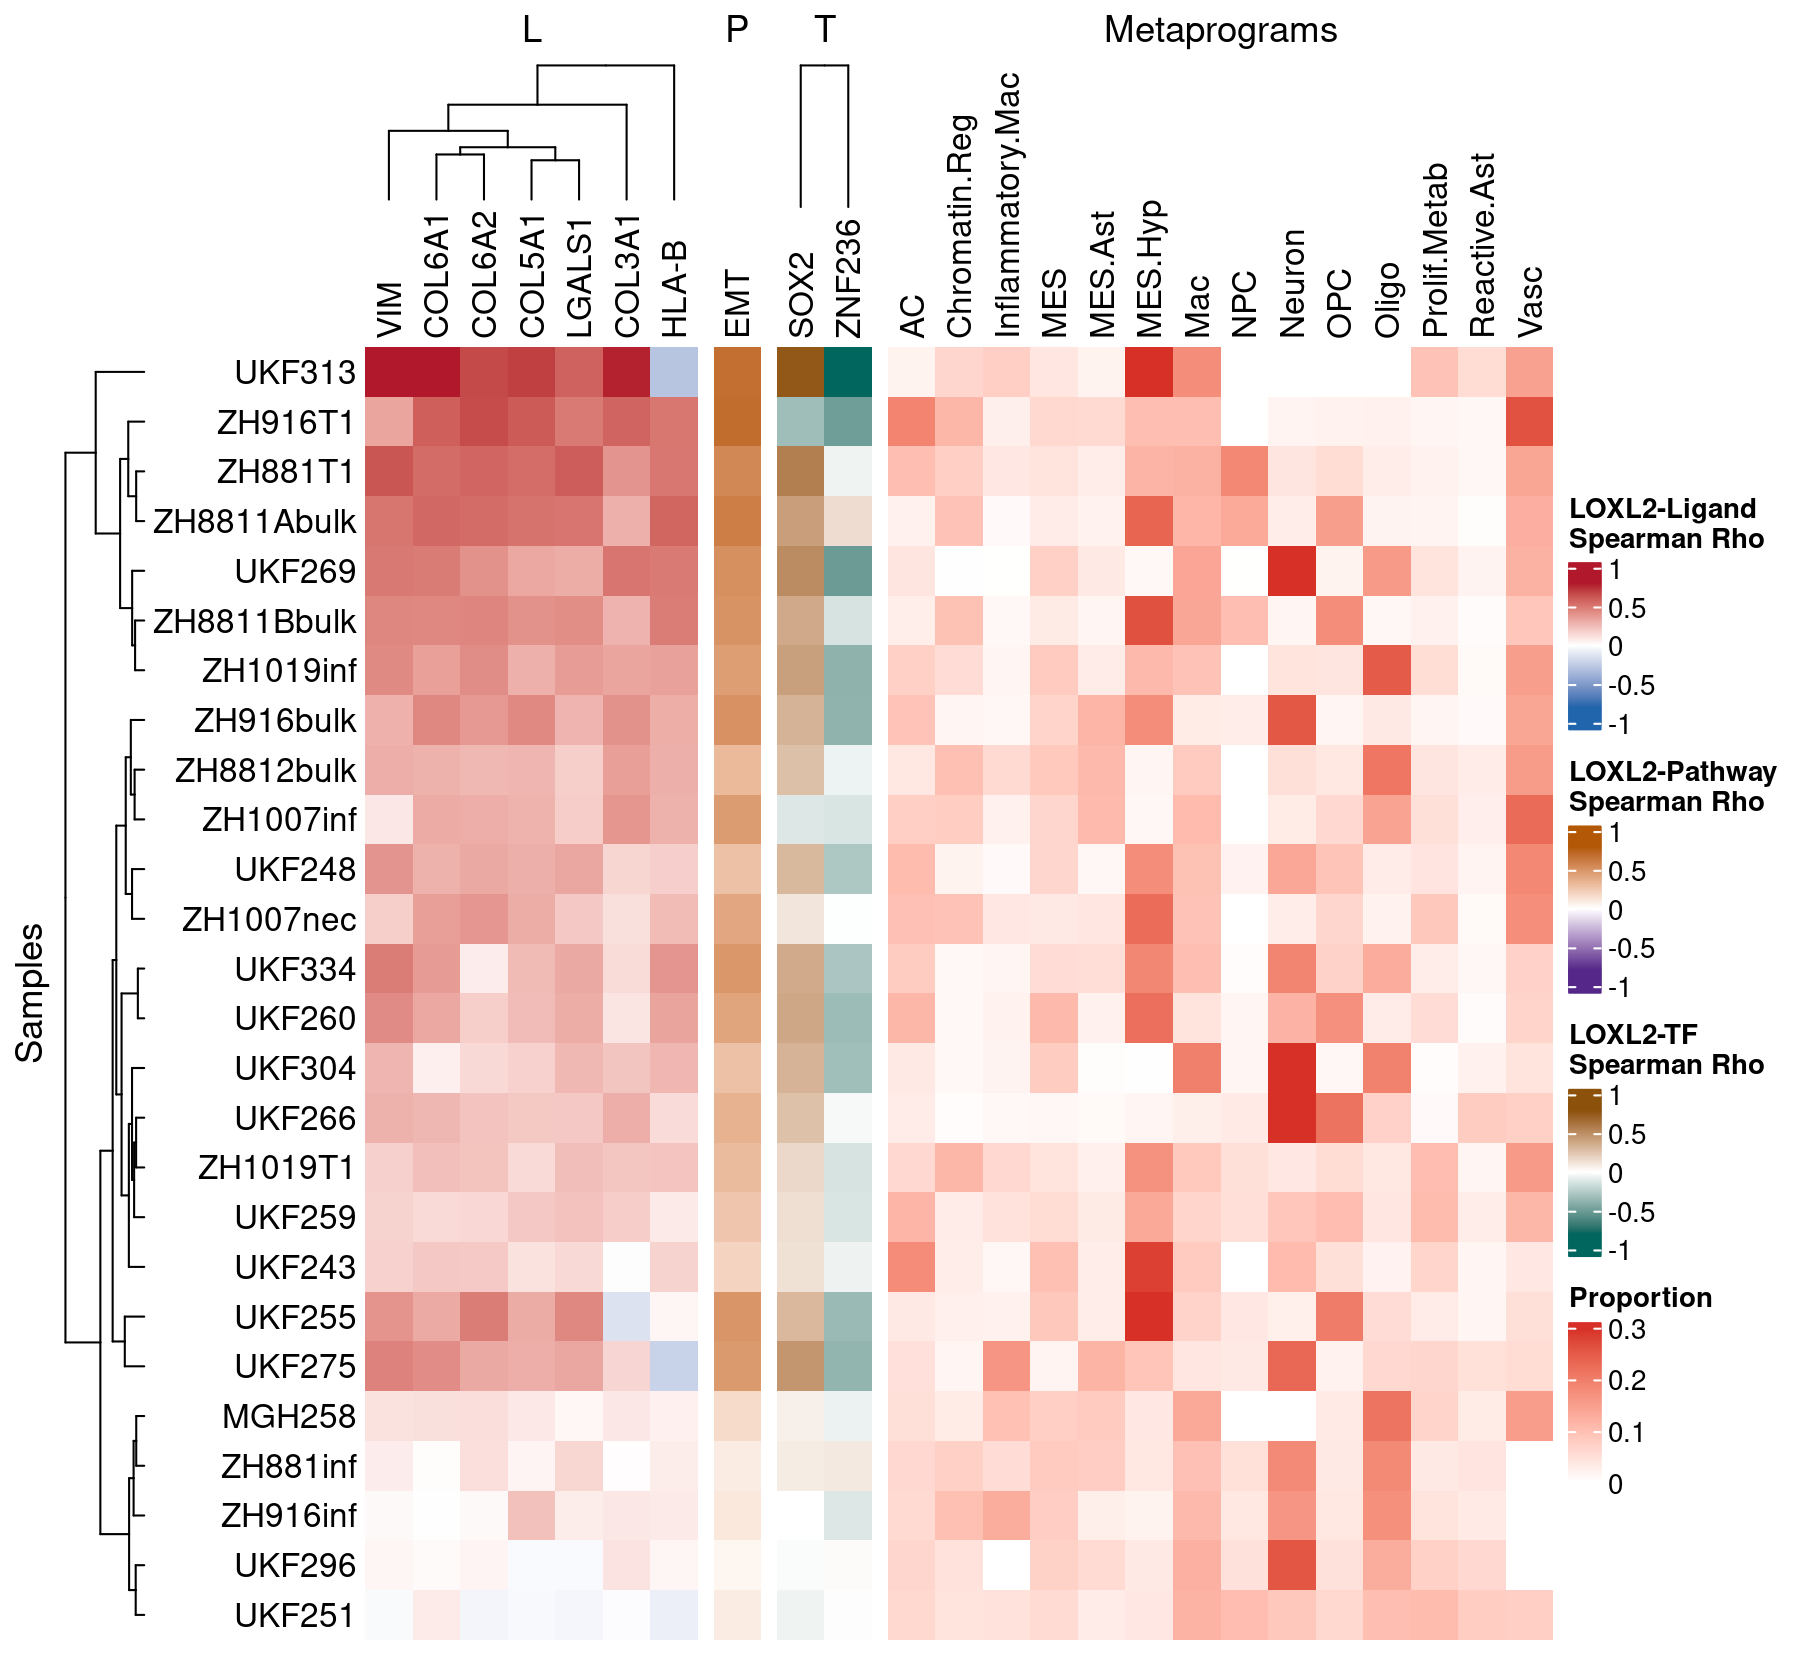 L P T Metaprograms
VIM COL6A1 COL6A2 COL5A1 LGALS1 COL3A1 HLA-B EMT SOX2 ZNF236 AC Chromatin.Reg Inflammatory.Mac MES MES.Ast MES.Hyp Mac NPC Neuron OPC Oligo Prolif.Metab Reactive.Ast Vasc
Samples
UKF313
ZH916T1
ZH881T1
ZH8811Abulk
UKF269
ZH8811Bbulk
ZH1019inf
ZH916bulk
ZH8812bulk
ZH1007inf
UKF248
ZH1007nec
UKF334
UKF260
UKF304
UKF266
ZH1019T1
UKF259
UKF243
UKF255
UKF275
MGH258
ZH881inf
ZH916inf
UKF296
UKF251
LOXL2-Ligand
Spearman Rho
1
0.5
0
-0.5
-1
LOXL2-Pathway
Spearman Rho
1
0.5
0
-0.5
-1
LOXL2-TF
Spearman Rho
1
0.5
0
-0.5
-1
Proportion
0.3
0.2
0.1
0